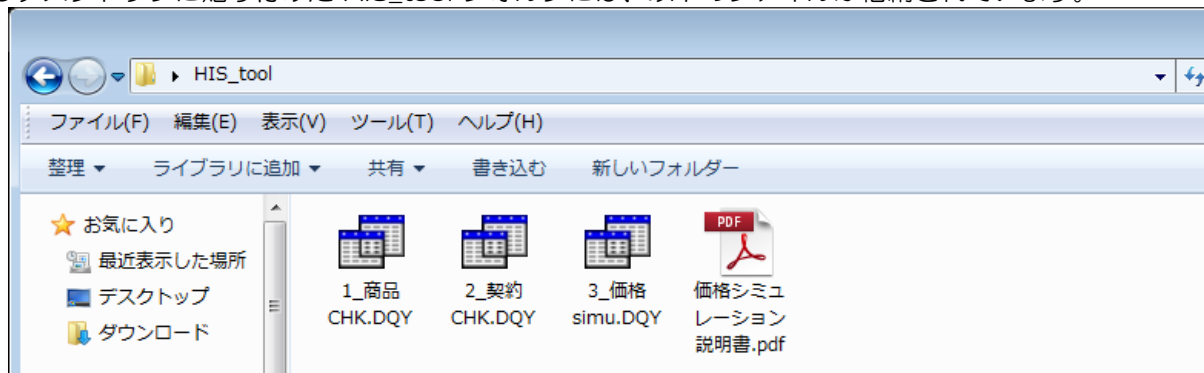 HIS_tool
ファイル(F) 編集(E) 表示(V) ツール(T) ヘルプ(H)
整理 ライブラリに追加 共有 書き込む 新しいフォルダー
お気に入り
最近表示した場所
デスクトップ
ダウンロード
PDF
1_商品
CHK.DQY
2_契約
CHK.DQY
3_価格
simu.DQY
価格シミュ
レーション
説明書.pdf